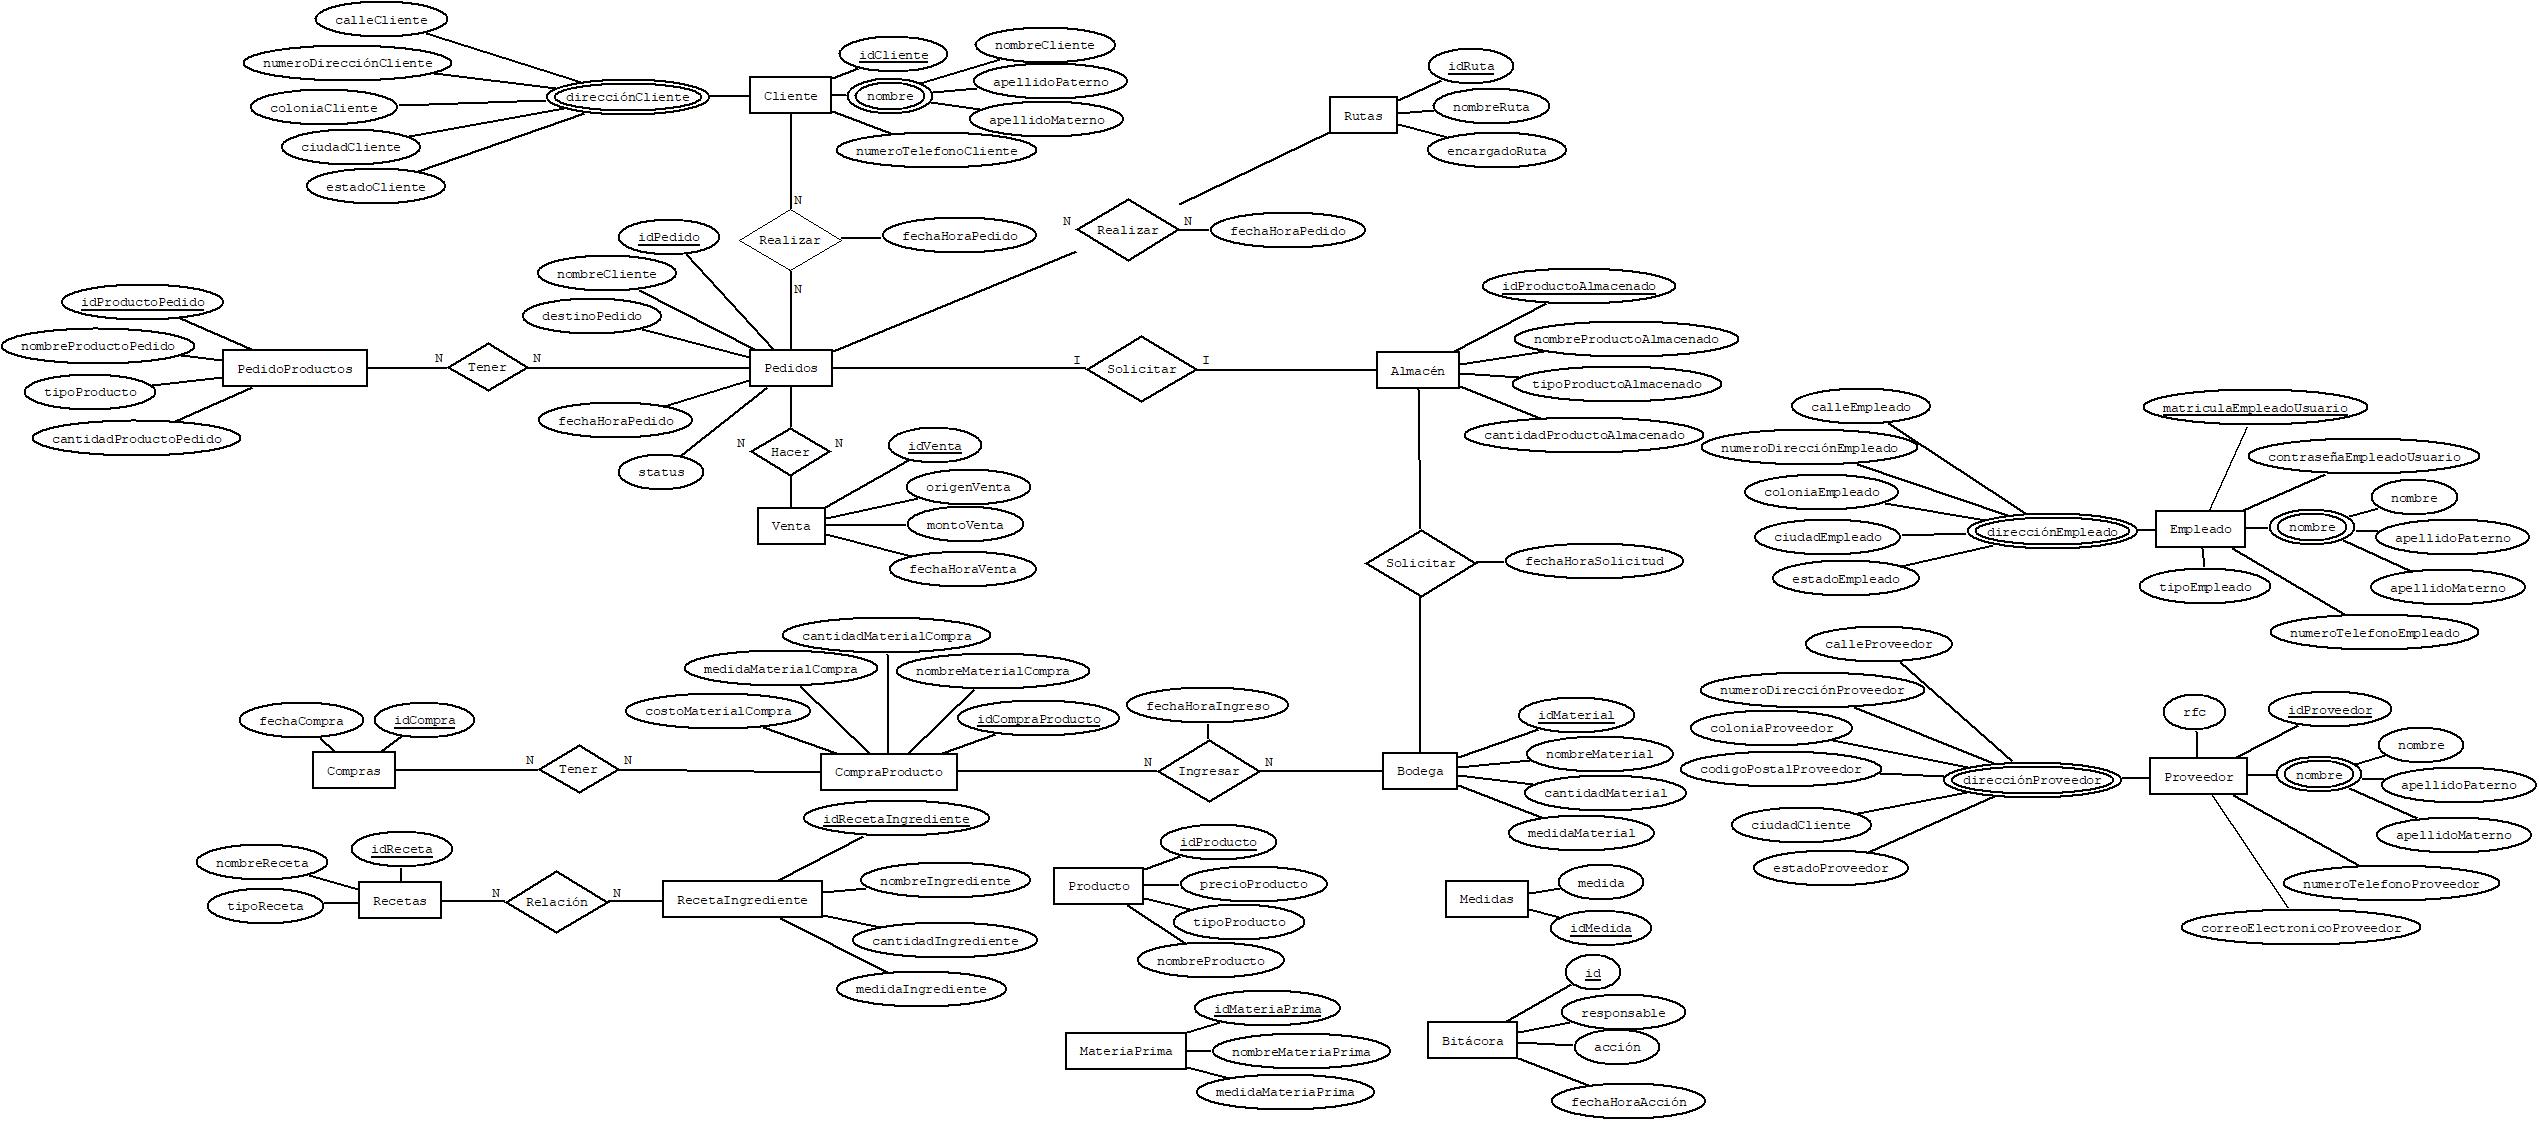 calleCliente
numeroDirecciónCliente
coloniaCliente
ciudadCliente
estadoCliente
direcciónCliente
Cliente
idCliente
nombre
nombreCliente
apellidoPaterno
apellidoMaterno
numeroTelefonoCliente
N
Realizar
fechaHoraPedido
N
Rutas
idRuta
nombreRuta
encargadoRuta
N
Realizar
N
fechaHoraPedido
idPedido
nombreCliente
destinoPedido
Pedidos
fechaHoraPedido
status
idProductoPedido
nombreProductoPedido
tipoProducto
cantidadProductoPedido
PedidoProductos
N
Tener
N
I
Solicitar
I
Almacén
idProductoAlmacenado
nombreProductoAlmacenado
tipoProductoAlmacenado
cantidadProductoAlmacenado
N
Hacer
N
Venta
idVenta
origenVenta
montoVenta
fechaHoraVenta
Solicitar
fechaHoraSolicitud
calleEmpleado
numeroDirecciónEmpleado
coloniaEmpleado
ciudadEmpleado
estadoEmpleado
direcciónEmpleado
Empleado
matriculaEmpleadoUsuario
contraseñaEmpleadoUsuario
nombre
nombre
apellidoPaterno
apellidoMaterno
tipoEmpleado
numeroTelefonoEmpleado
fechaCompra
idCompra
Compras
N
Tener
N
cantidadMaterialCompra
medidaMaterialCompra
nombreMaterialCompra
costoMaterialCompra
idCompraProducto
CompraProducto
fechaHoraIngreso
N
Ingresar
N
Bodega
idMaterial
nombreMaterial
cantidadMaterial
medidaMaterial
calleProveedor
numeroDirecciónProveedor
coloniaProveedor
codigoPostalProveedor
ciudadCliente
estadoProveedor
direcciónProveedor
Proveedor
rfc
idProveedor
nombre
nombre
apellidoPaterno
apellidoMaterno
numeroTelefonoProveedor
correoElectronicoProveedor
nombreReceta
idReceta
tipoReceta
Recetas
N
Relación
N
RecetaIngrediente
idRecetaIngrediente
nombreIngrediente
cantidadIngrediente
medidaIngrediente
Producto
idProducto
precioProducto
tipoProducto
nombreProducto
Medidas
medida
idMedida
MateriaPrima
idMateriaPrima
nombreMateriaPrima
medidaMateriaPrima
Bitácora
id
responsable
acción
fechaHoraAcción